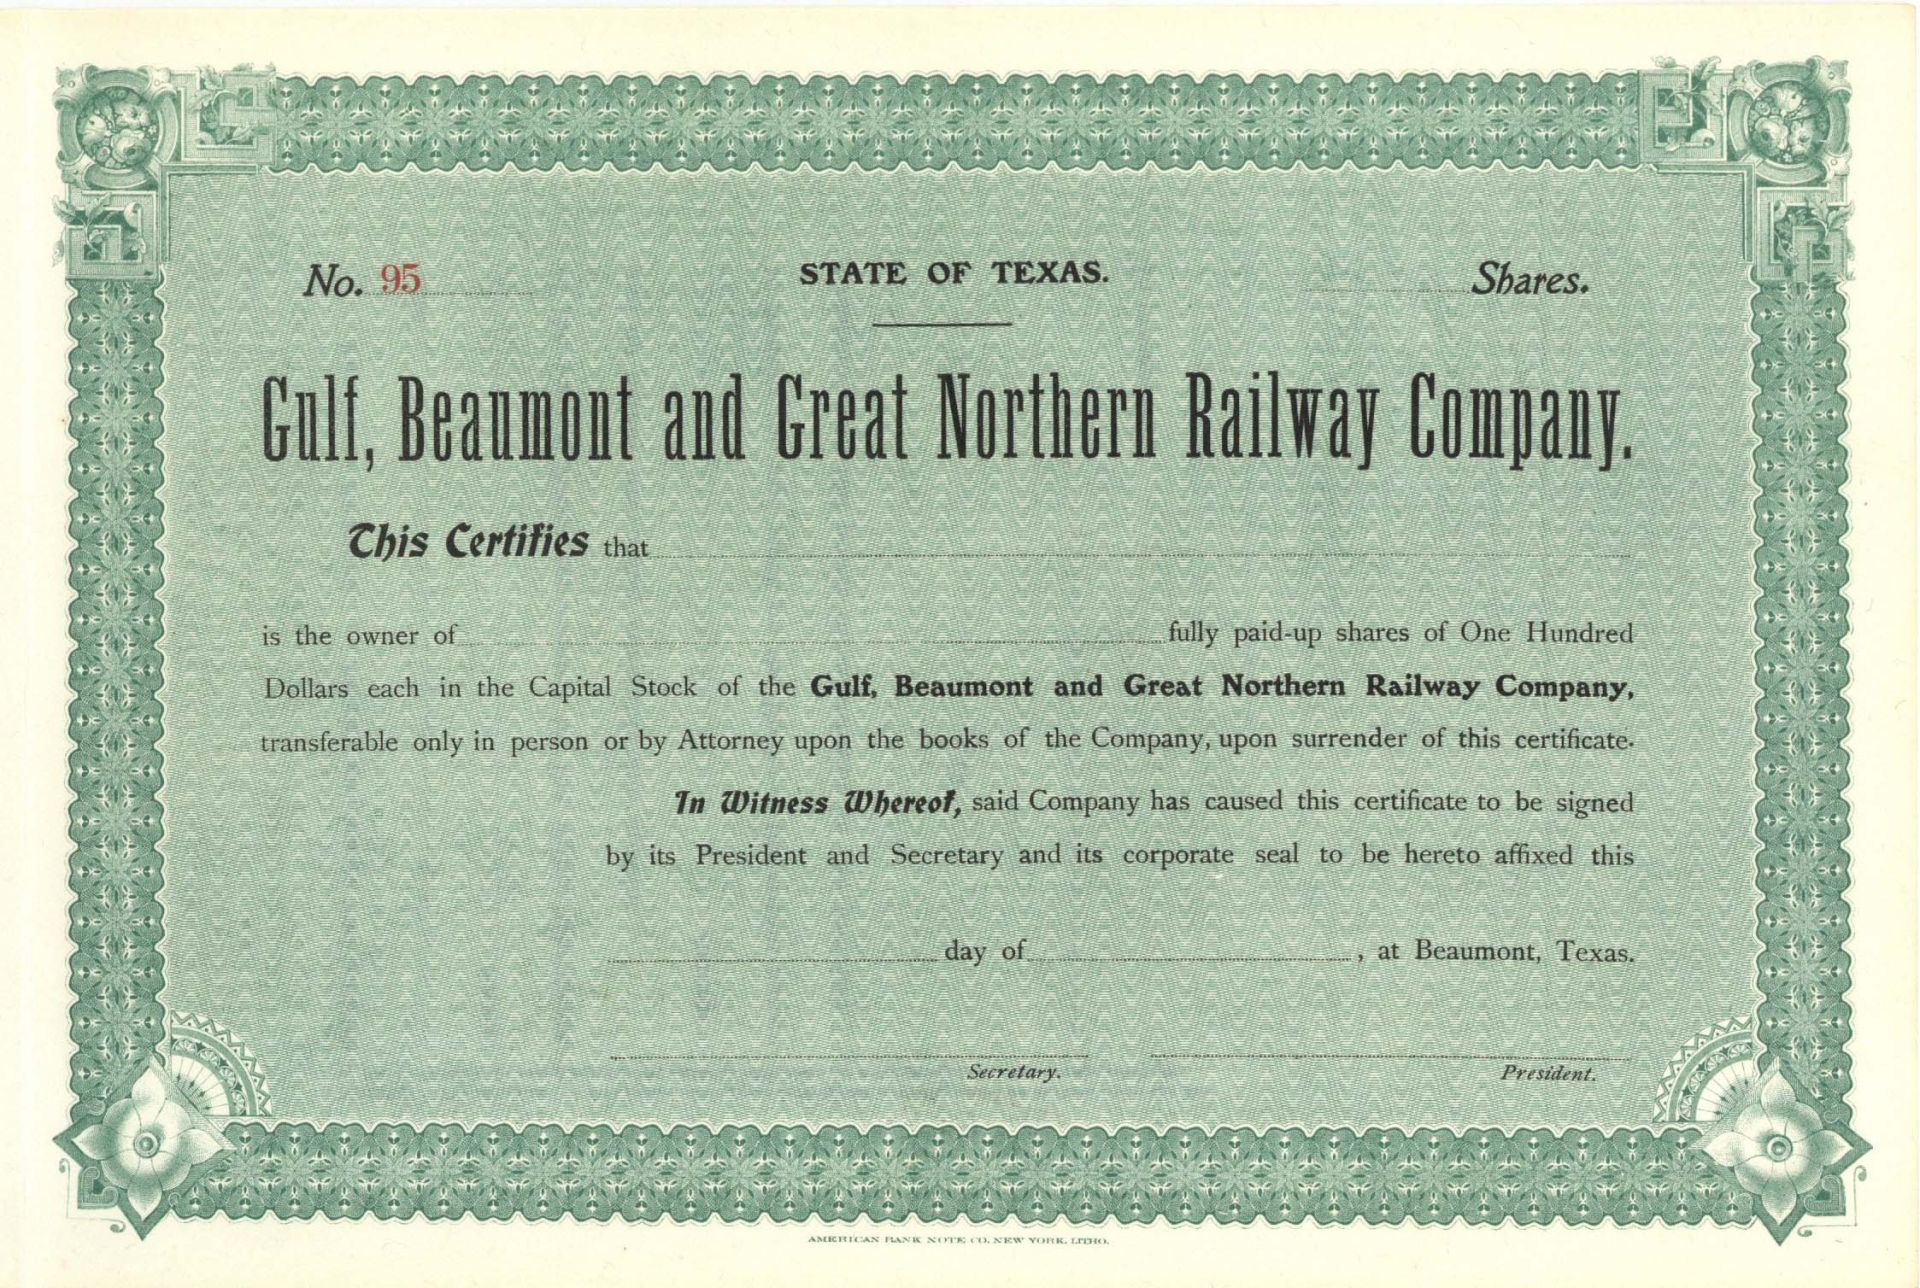 No. 95 STATE OF TEXAS. Shares.
Gulf, Beaumont and Great Northern Railway Company.
This Certifies that
is the owner of fully paid-up shares of One Hundred
Dollars each in the Capital Stock of the Gulf, Beaumont and Great Northern Railway Company,
transferable only in person or by Attorney upon the books of the Company, upon surrender of this certificate.
In Witness Whereof, said Company has caused this certificate to be signed
by its President and Secretary and its corporate seal to be hereto affixed this
day of , at Beaumont, Texas.
Secretary. President.
AMERICAN BANK NOTE CO. NEW YORK, LITHO.